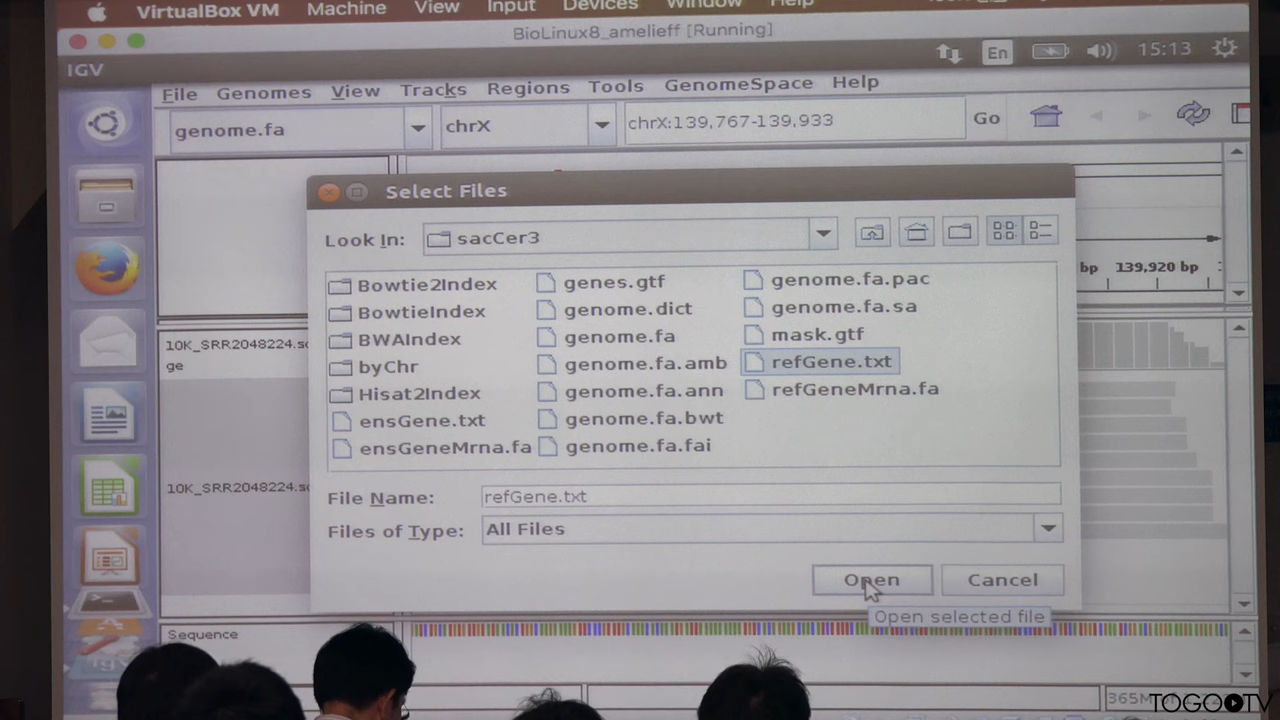 VirtualBox VM Machine View Input Devices Window Help
BioLinux8_amelieff [Running]
IGV En 15:13
File Genomes View Tracks Regions Tools GenomeSpace Help
genome.fa chrX chrX:139,767-139,933 Go
Select Files
Look In: sacCer3
bp 139,920 bp
Bowtie2Index genes.gtf genome.fa.pac
BowtieIndex genome.dict genome.fa.sa
BWAIndex genome.fa mask.gtf
byChr genome.fa.amb refGene.txt
Hisat2Index genome.fa.ann refGeneMrna.fa
ensGene.txt genome.fa.bwt
ensGeneMrna.fa genome.fa.fai
10K_SRR2048224.so
ge
10K_SRR2048224.so
File Name: refGene.txt
Files of Type: All Files
Open Cancel
Open selected file
Sequence
365M
TOGOTV